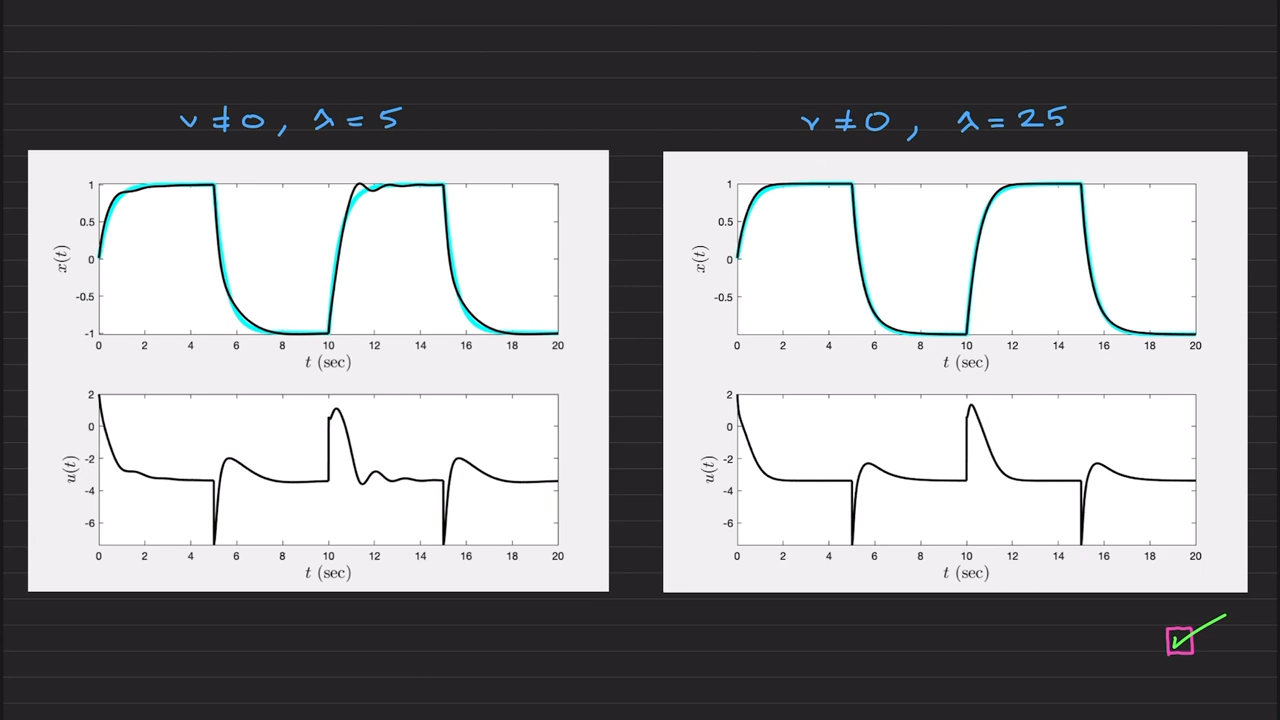 v ≠ 0 , λ = 5
v ≠ 0 , λ = 25
1
0.5
0
-0.5
-1
x(t)
0 2 4 6 8 10 12 14 16 18 20
t (sec)
2
0
-2
-4
-6
u(t)
0 2 4 6 8 10 12 14 16 18 20
t (sec)
1
0.5
0
-0.5
x(t)
0 2 4 6 8 10 12 14 16 18 20
t (sec)
2
0
-2
-4
-6
u(t)
0 2 4 6 8 10 12 14 16 18 20
t (sec)